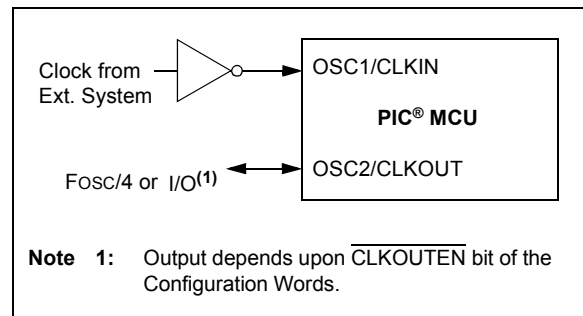 Clock from
Ext. System
OSC1/CLKIN
PIC® MCU
FOSC/4 or I/O(1)
OSC2/CLKOUT
Note 1: Output depends upon CLKOUTEN bit of the
Configuration Words.